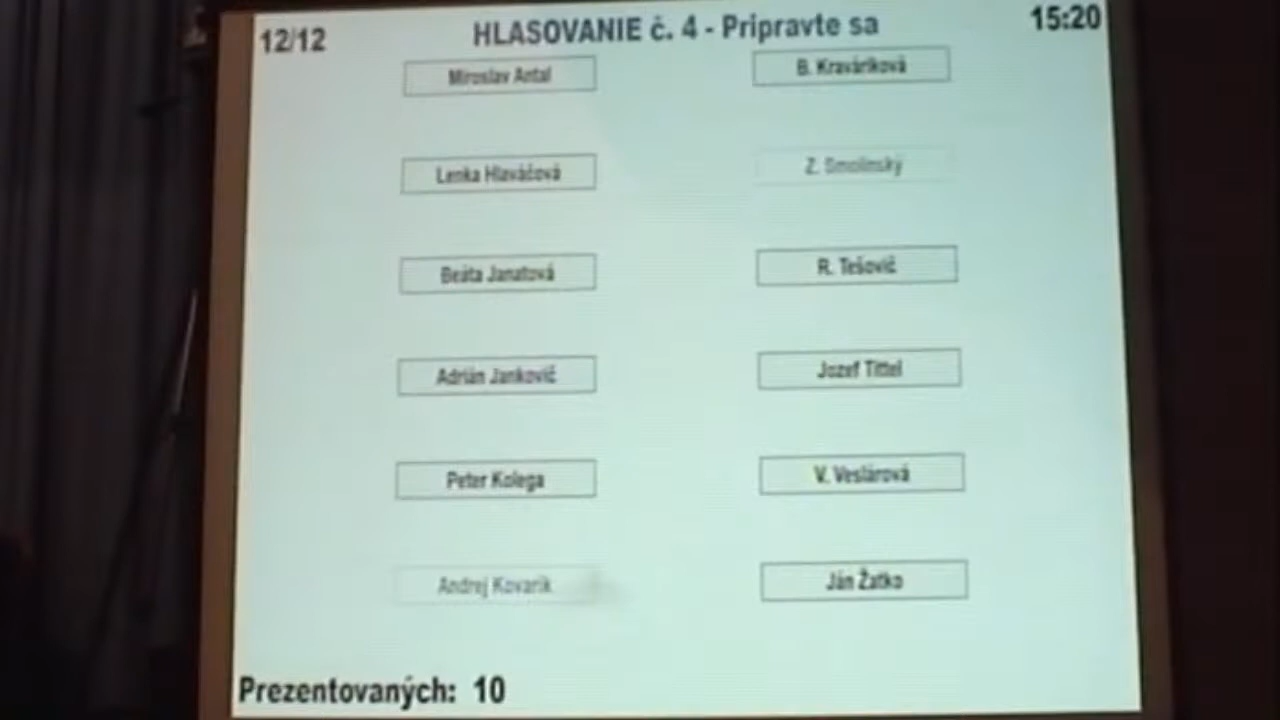 12/12 HLASOVANIE č. 4 - Pripravte sa 15:20
Miroslav Antal B. Kraváriková
Lenka Hlaváčová Z. Smolinský
Beáta Janatová R. Tešovič
Adrián Jankovič Jozef Tittel
Peter Kolega V. Veslárová
Andrej Kovarik Ján Žatko
Prezentovaných: 10